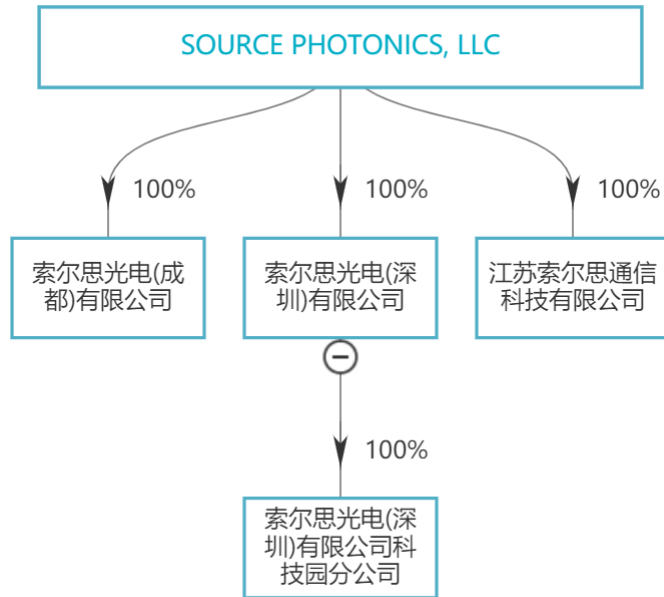 SOURCE PHOTONICS, LLC
100%
100%
100%
索尔思光电(成
都)有限公司
索尔思光电(深
圳)有限公司
江苏索尔思通信
科技有限公司
100%
索尔思光电(深
圳)有限公司科
技园分公司